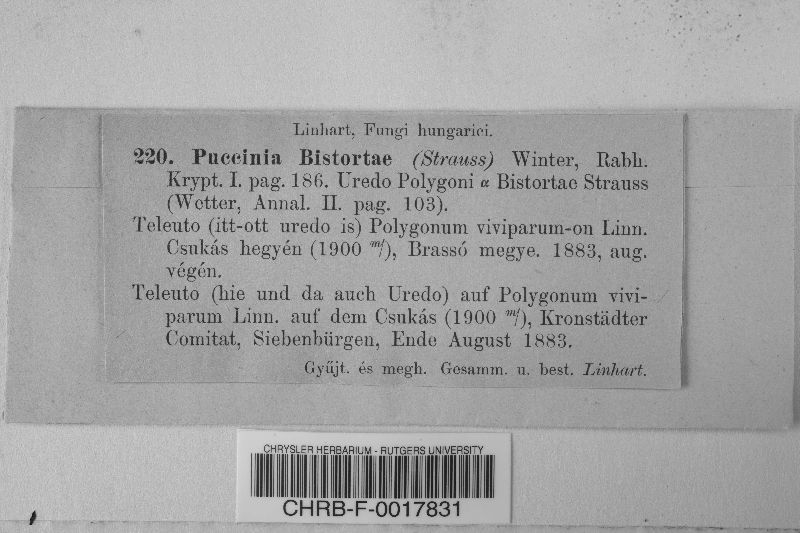 Linhart, Fungi hungarici.
220. Puccinia Bistortae (Strauss) Winter, Rabh.
Krypt. I. pag. 186. Uredo Polygoni α Bistortae Strauss
(Wetter, Annal. II. pag. 103).
Teleuto (itt-ott uredo is) Polygonum viviparum-on Linn.
Csukás hegyén (1900 m/), Brassó megye. 1883, aug.
végén.
Teleuto (hie und da auch Uredo) auf Polygonum vivi-
parum Linn. auf dem Csukás (1900 m/), Kronstädter
Comitat, Siebenbürgen, Ende August 1883.
Gyűjt. és megh. Gesamm. u. best. Linhart.
CHRYSLER HERBARIUM - RUTGERS UNIVERSITY
CHRB-F-0017831